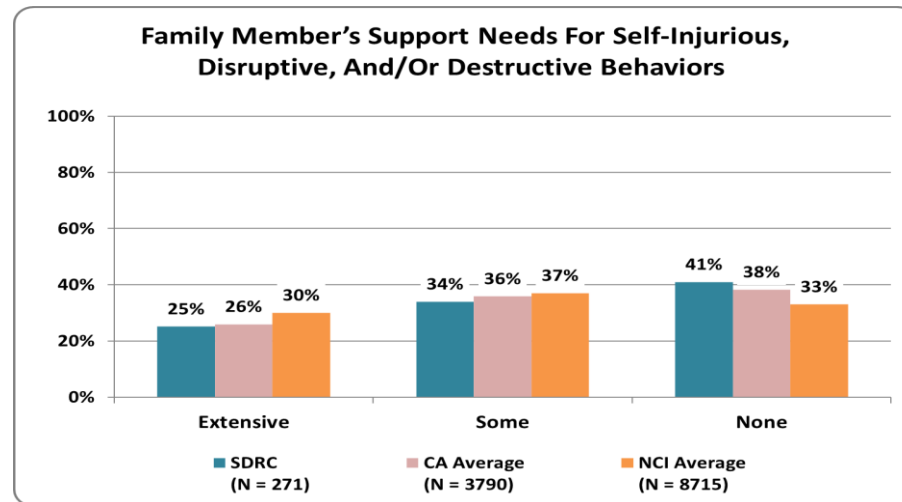 Family Member's Support Needs For Self-Injurious,
Disruptive, And/Or Destructive Behaviors
100%
80%
60%
40%
20%
0%
25% 26% 30%
34% 36% 37%
41% 38% 33%
Extensive Some None
SDRC CA Average NCI Average
(N = 271) (N = 3790) (N = 8715)